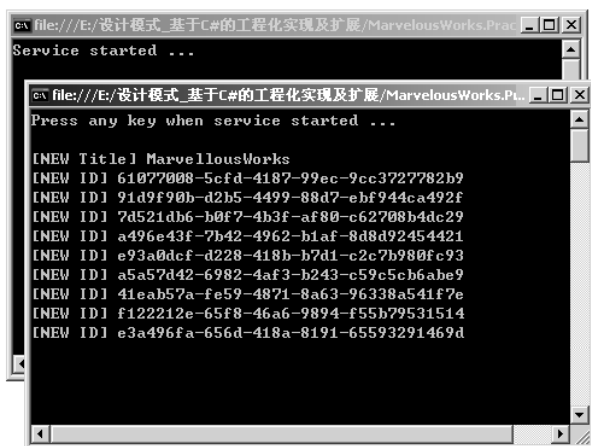 file:///E:/设计模式_基于C#的工程化实现及扩展/MarvelousWorks.Prac
Service started ...
file:///E:/设计模式_基于C#的工程化实现及扩展/MarvelousWorks.Pr...
Press any key when service started ...
[NEW Title] MarvellousWorks
[NEW ID] 61077008-5cfd-4187-99ec-9cc3727782b9
[NEW ID] 91d9f90b-d2b5-4499-88d7-ebf944ca492f
[NEW ID] 7d521db6-b0f7-4b3f-af80-c62708b4dc29
[NEW ID] a496e43f-7b42-4962-b1af-8d8d92454421
[NEW ID] e93a0dcf-d228-418b-b7d1-c2c7b980fc93
[NEW ID] a5a57d42-6982-4af3-b243-c59c5cb6abe9
[NEW ID] 41eab57a-fe59-4871-8a63-96338a541f7e
[NEW ID] f122212e-65f8-46a6-9894-f55b79531514
[NEW ID] e3a496fa-656d-418a-8191-65593291469d